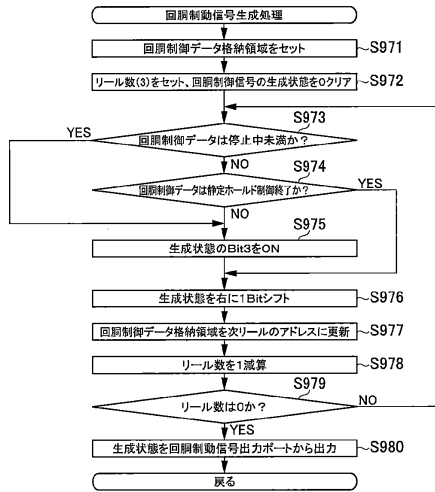 回胴制動信号生成処理
回胴制御データ格納領域をセット
S971
リール数(3)をセット、回胴制御信号の生成状態を0クリア
S972
S973
YES
回胴制御データは停止中未満か?
NO
S974
回胴制御データは静定ホールド制御終了か?
YES
NO
S975
生成状態のBit3をON
生成状態を右に1Bitシフト
S976
回胴制御データ格納領域を次リールのアドレスに更新
S977
リール数を1減算
S978
S979
リール数は0か?
NO
YES
生成状態を回胴制動信号出力ポートから出力
S980
戻る